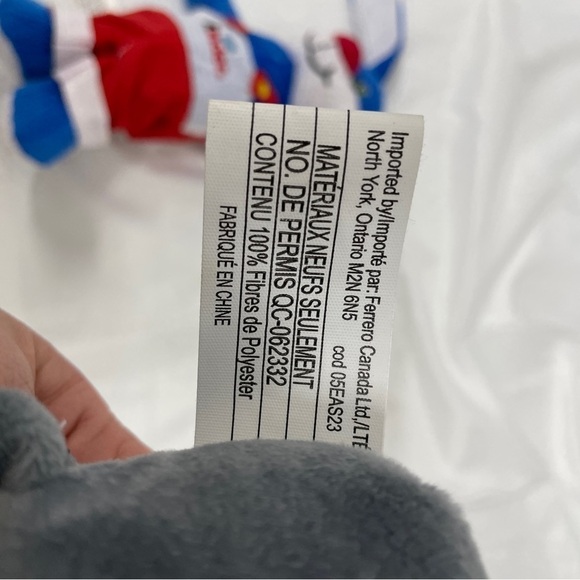 Imported by/Importé par: Ferrero Canada Ltd,/LTÉ
North York, Ontario M2N 6N5
cod 05EAS23
MATÉRIAUX NEUFS SEULEMENT
NO. DE PERMIS QC-062332
CONTENU 100% Fibres de Polyester
FABRIQUÉ EN CHINE